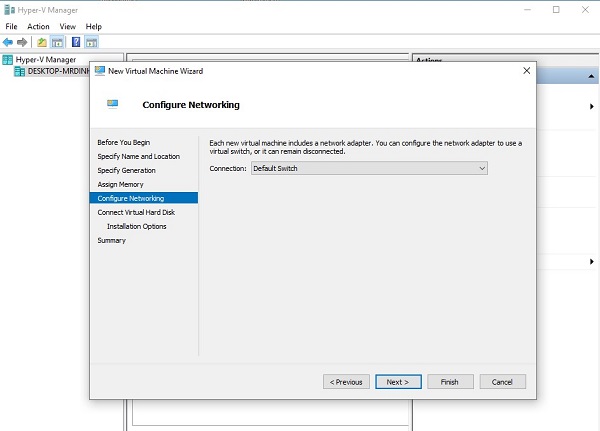 Hyper-V Manager
File Action View Help
Hyper-V Manager
New Virtual Machine Wizard
Configure Networking
Before You Begin
Specify Name and Location
Specify Generation
Assign Memory
Configure Networking
Connect Virtual Hard Disk
Installation Options
Summary
Each new virtual machine includes a network adapter. You can configure the network adapter to use a
virtual switch, or it can remain disconnected.
Connection: Default Switch
< Previous Next > Finish Cancel